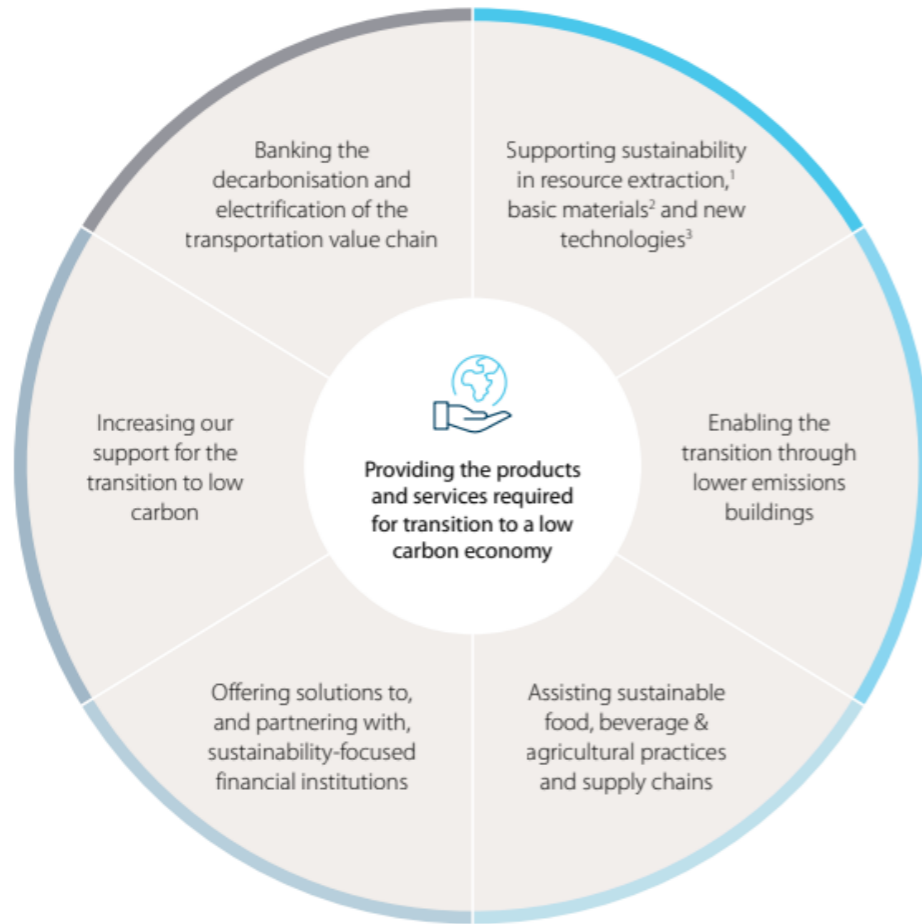 Banking the
decarbonisation and
electrification of the
transportation value chain
Supporting sustainability
in resource extraction,¹
basic materials² and new
technologies³
Increasing our
support for the
transition to low
carbon
Providing the products
and services required
for transition to a low
carbon economy
Enabling the
transition through
lower emissions
buildings
Offering solutions to,
and partnering with,
sustainability-focused
financial institutions
Assisting sustainable
food, beverage &
agricultural practices
and supply chains